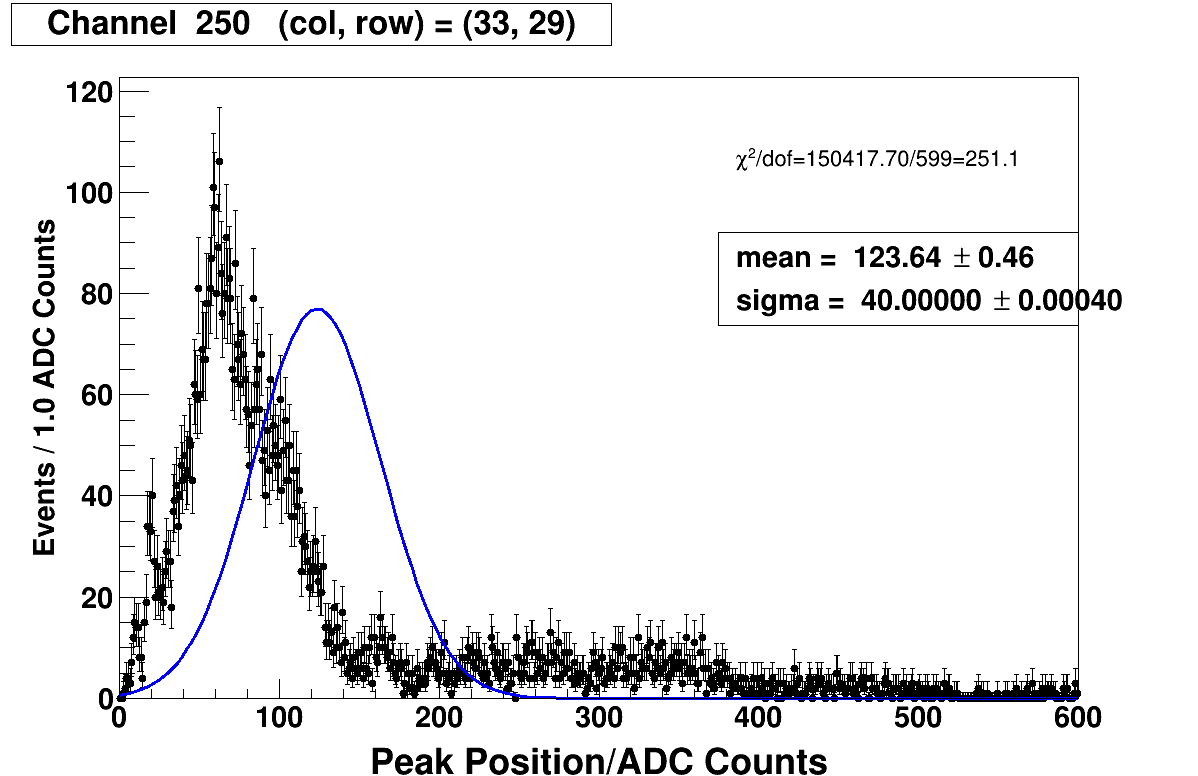 Channel  250   (col, row) = (33, 29)
χ²/dof=150417.70/599=251.1
mean =  123.64 ± 0.46
sigma =  40.00000 ± 0.00040
Events / 1.0 ADC Counts
120
100
80
60
40
20
0
0 100 200 300 400 500 600
Peak Position/ADC Counts